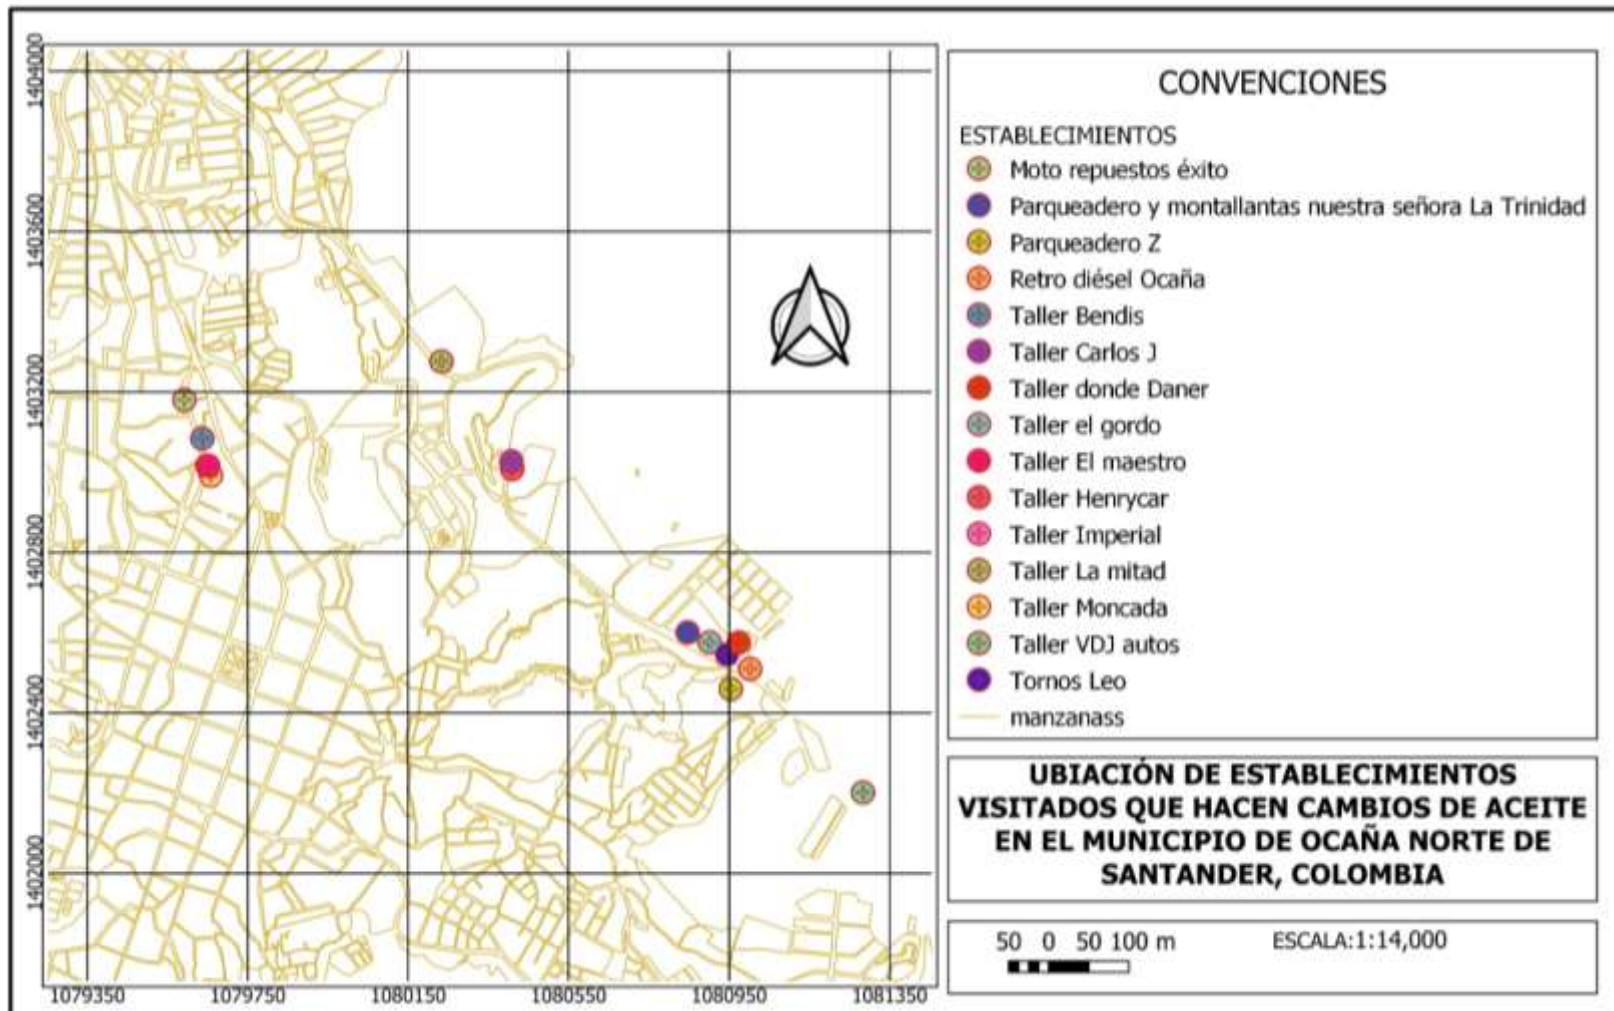 1404000
1403600
1403200
1402800
1402400
1402000
1079350 1079750 1080150 1080550 1080950 1081350
CONVENCIONES
ESTABLECIMIENTOS
Moto repuestos éxito
Parqueadero y montallantas nuestra señora La Trinidad
Parqueadero Z
Retro diésel Ocaña
Taller Bendis
Taller Carlos J
Taller donde Daner
Taller el gordo
Taller El maestro
Taller Henrycar
Taller Imperial
Taller La mitad
Taller Moncada
Taller VDJ autos
Tornos Leo
manzanass
UBIACIÓN DE ESTABLECIMIENTOS
VISITADOS QUE HACEN CAMBIOS DE ACEITE
EN EL MUNICIPIO DE OCAÑA NORTE DE
SANTANDER, COLOMBIA
50 0 50 100 m ESCALA:1:14,000